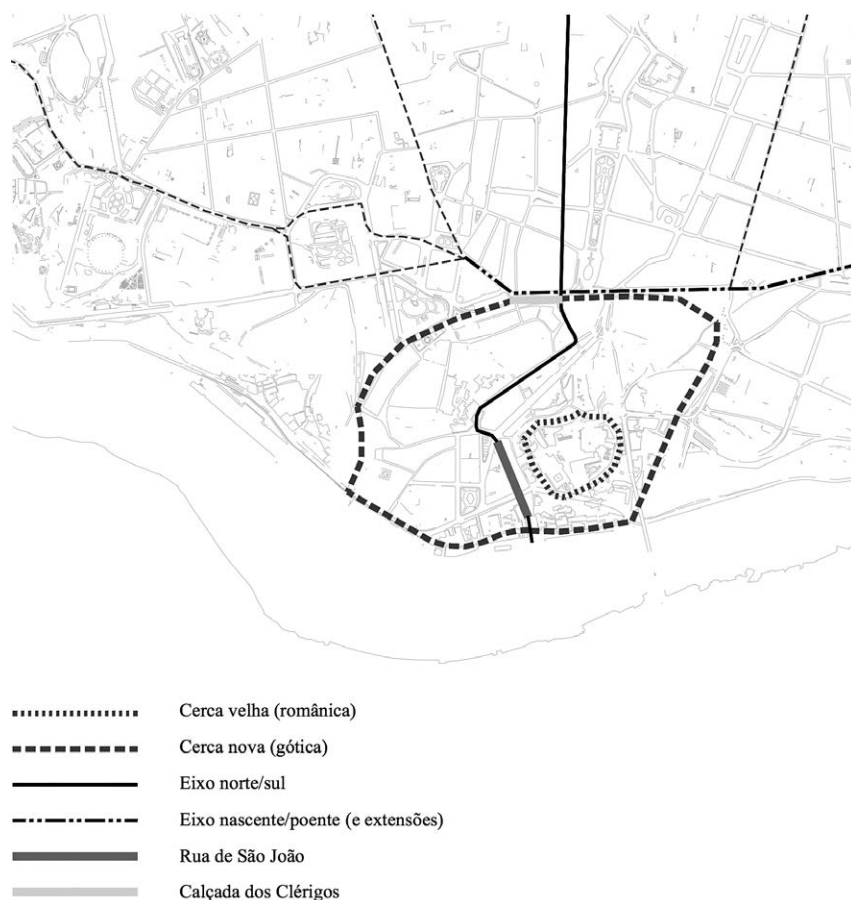 Cerca velha (românica)
Cerca nova (gótica)
Eixo norte/sul
Eixo nascente/poente (e extensões)
Rua de São João
Calçada dos Clérigos